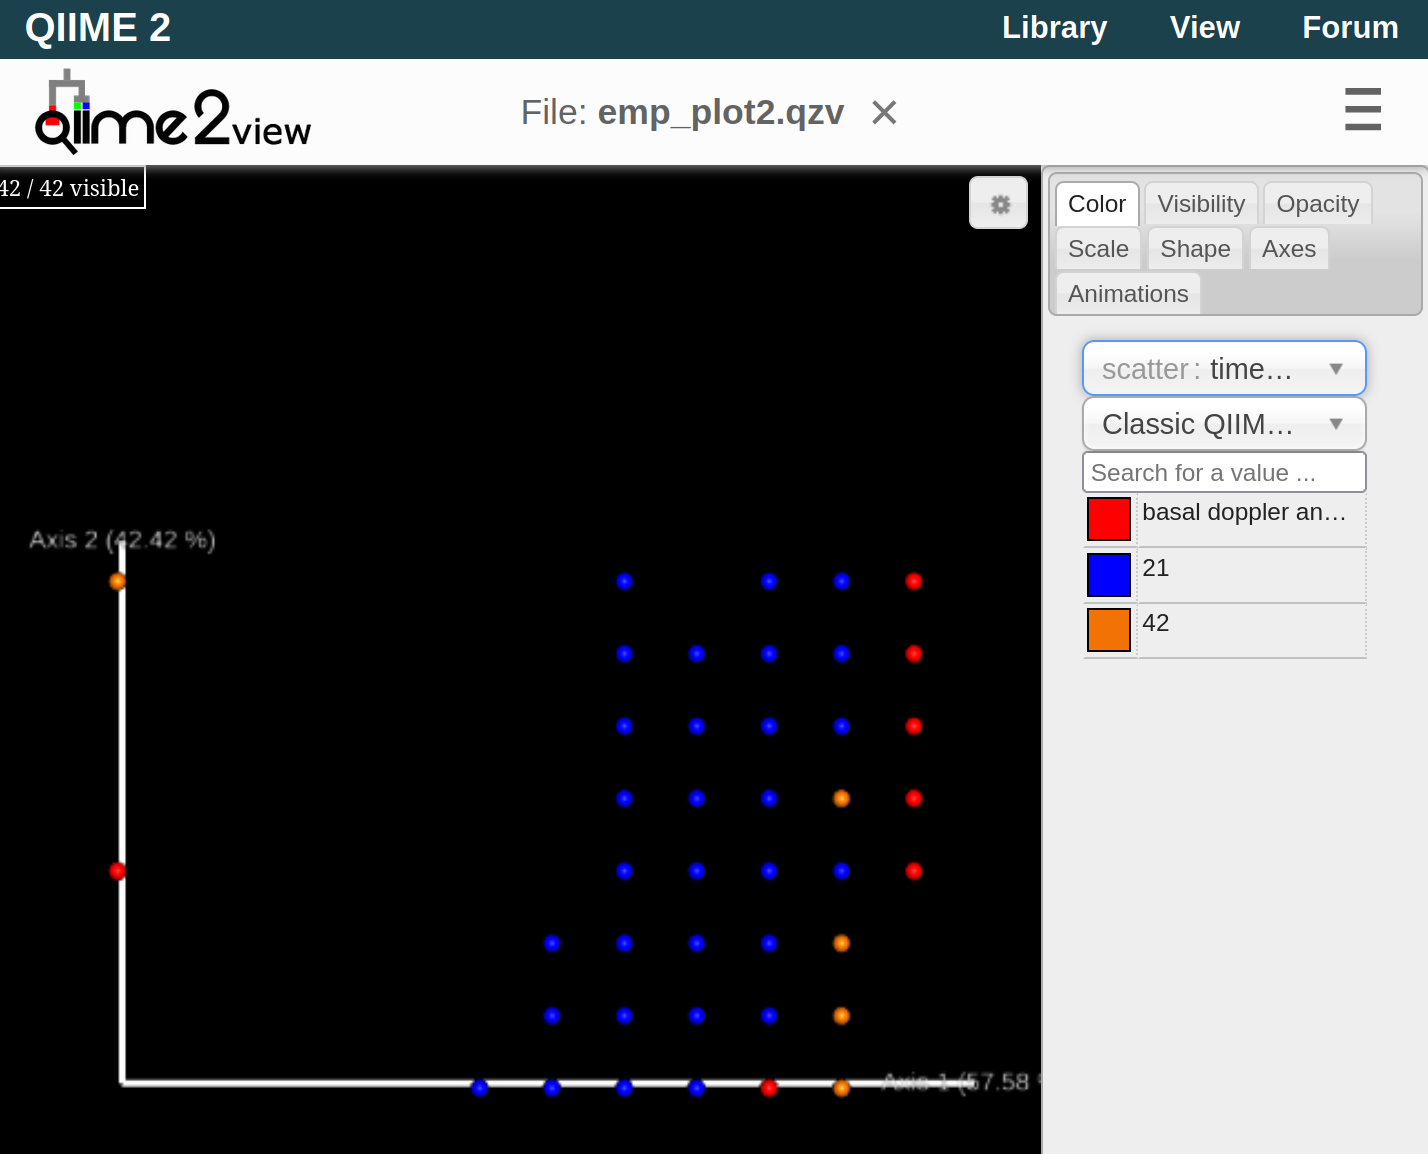 QIIME 2
Library View Forum
qiime2view
File: emp_plot2.qzv ✕
42 / 42 visible
Color Visibility Opacity
Scale Shape Axes
Animations
scatter: time…
Classic QIIM…
Search for a value ...
basal doppler an…
21
42
Axis 2 (42.42 %)
Axis 1 (57.58